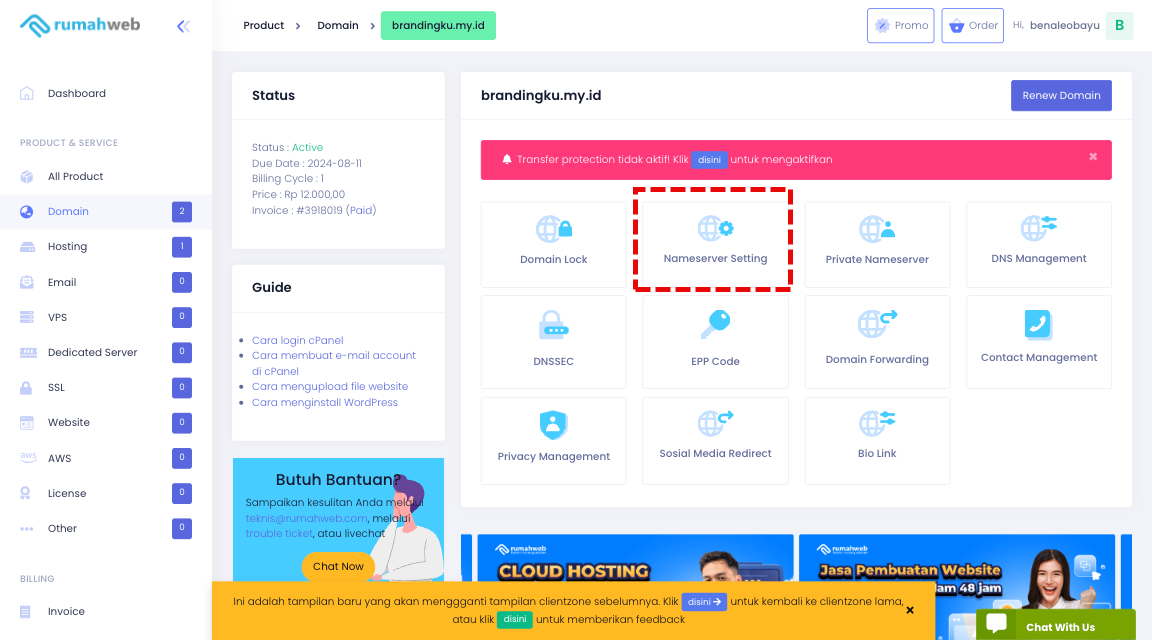 rumahweb
Product > Domain > brandingku.my.id
Promo
Order
Hi, benaleobayu
B
Dashboard
PRODUCT & SERVICE
All Product
Domain 2
Hosting 1
Email 0
VPS 0
Dedicated Server 0
SSL 0
Website 0
aws AWS 0
License 0
Other 0
BILLING
Invoice
Status
Status : Active
Due Date : 2024-08-11
Billing Cycle : 1
Price : Rp 12.000,00
Invoice : #3918019 (Paid)
Guide
Cara login cPanel
Cara membuat e-mail account
di cPanel
Cara mengupload file website
Cara menginstall WordPress
Butuh Bantuan?
Sampaikan kesulitan Anda melalui
teknis@rumahweb.com, melalui
trouble ticket, atau livechat
Chat Now
brandingku.my.id
Renew Domain
Transfer protection tidak aktif! Klik disini untuk mengaktifkan
Domain Lock
Nameserver Setting
Private Nameserver
DNS Management
DNSSEC
EPP Code
Domain Forwarding
Contact Management
Privacy Management
Sosial Media Redirect
Bio Link
rumahweb
CLOUD HOSTING
rumahweb
Jasa Pembuatan Website
48 jam
Ini adalah tampilan baru yang akan menggganti tampilan clientzone sebelumnya. Klik disini → untuk kembali ke clientzone lama,
atau klik disini untuk memberikan feedback
Chat With Us